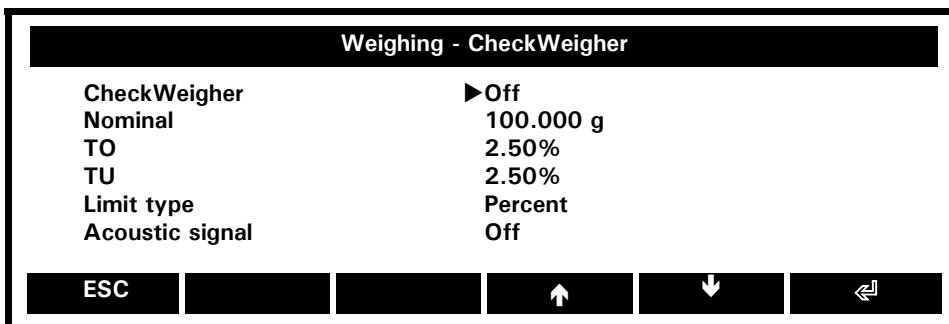 Weighing - CheckWeigher
CheckWeigher ▶Off
Nominal 100.000 g
TO 2.50%
TU 2.50%
Limit type Percent
Acoustic signal Off
ESC